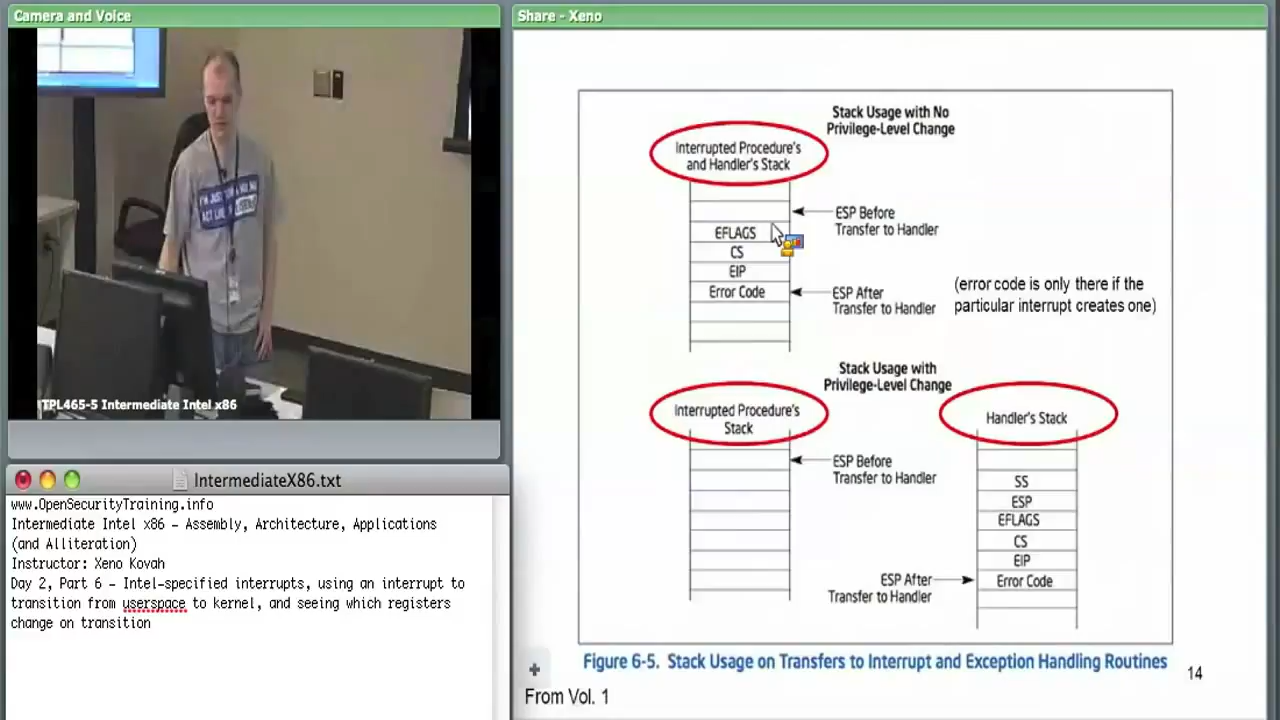 Camera and Voice
TPL465-5 Intermediate Intel x86
IntermediateX86.txt
www.OpenSecurityTraining.info
Intermediate Intel x86 – Assembly, Architecture, Applications
(and Alliteration)
Instructor: Xeno Kovah
Day 2, Part 6 – Intel-specified interrupts, using an interrupt to
transition from userspace to kernel, and seeing which registers
change on transition
Share - Xeno
Stack Usage with No
Privilege-Level Change
Interrupted Procedure's
and Handler's Stack
ESP Before
Transfer to Handler
EFLAGS
CS
EIP
Error Code
ESP After
Transfer to Handler
(error code is only there if the
particular interrupt creates one)
Stack Usage with
Privilege-Level Change
Interrupted Procedure's
Stack
Handler's Stack
ESP Before
Transfer to Handler
SS
ESP
EFLAGS
CS
EIP
Error Code
ESP After
Transfer to Handler
Figure 6-5. Stack Usage on Transfers to Interrupt and Exception Handling Routines
14
From Vol. 1